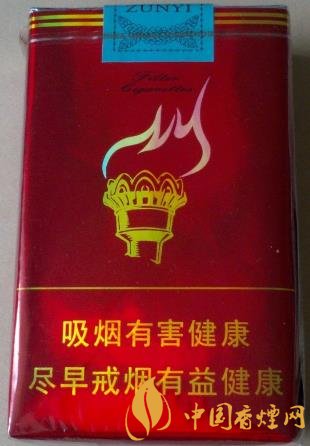 ZUNYI
Filter
Cigarettes
吸烟有害健康
尽早戒烟有益健康
中国香烟网